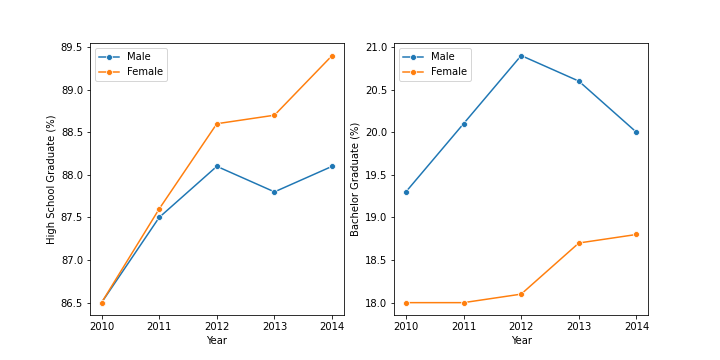 89.5
89.0
88.5
88.0
87.5
87.0
86.5
High School Graduate (%)
Male
Female
2010 2011 2012 2013 2014
Year
21.0
20.5
20.0
19.5
19.0
18.5
18.0
Bachelor Graduate (%)
Male
Female
2010 2011 2012 2013 2014
Year